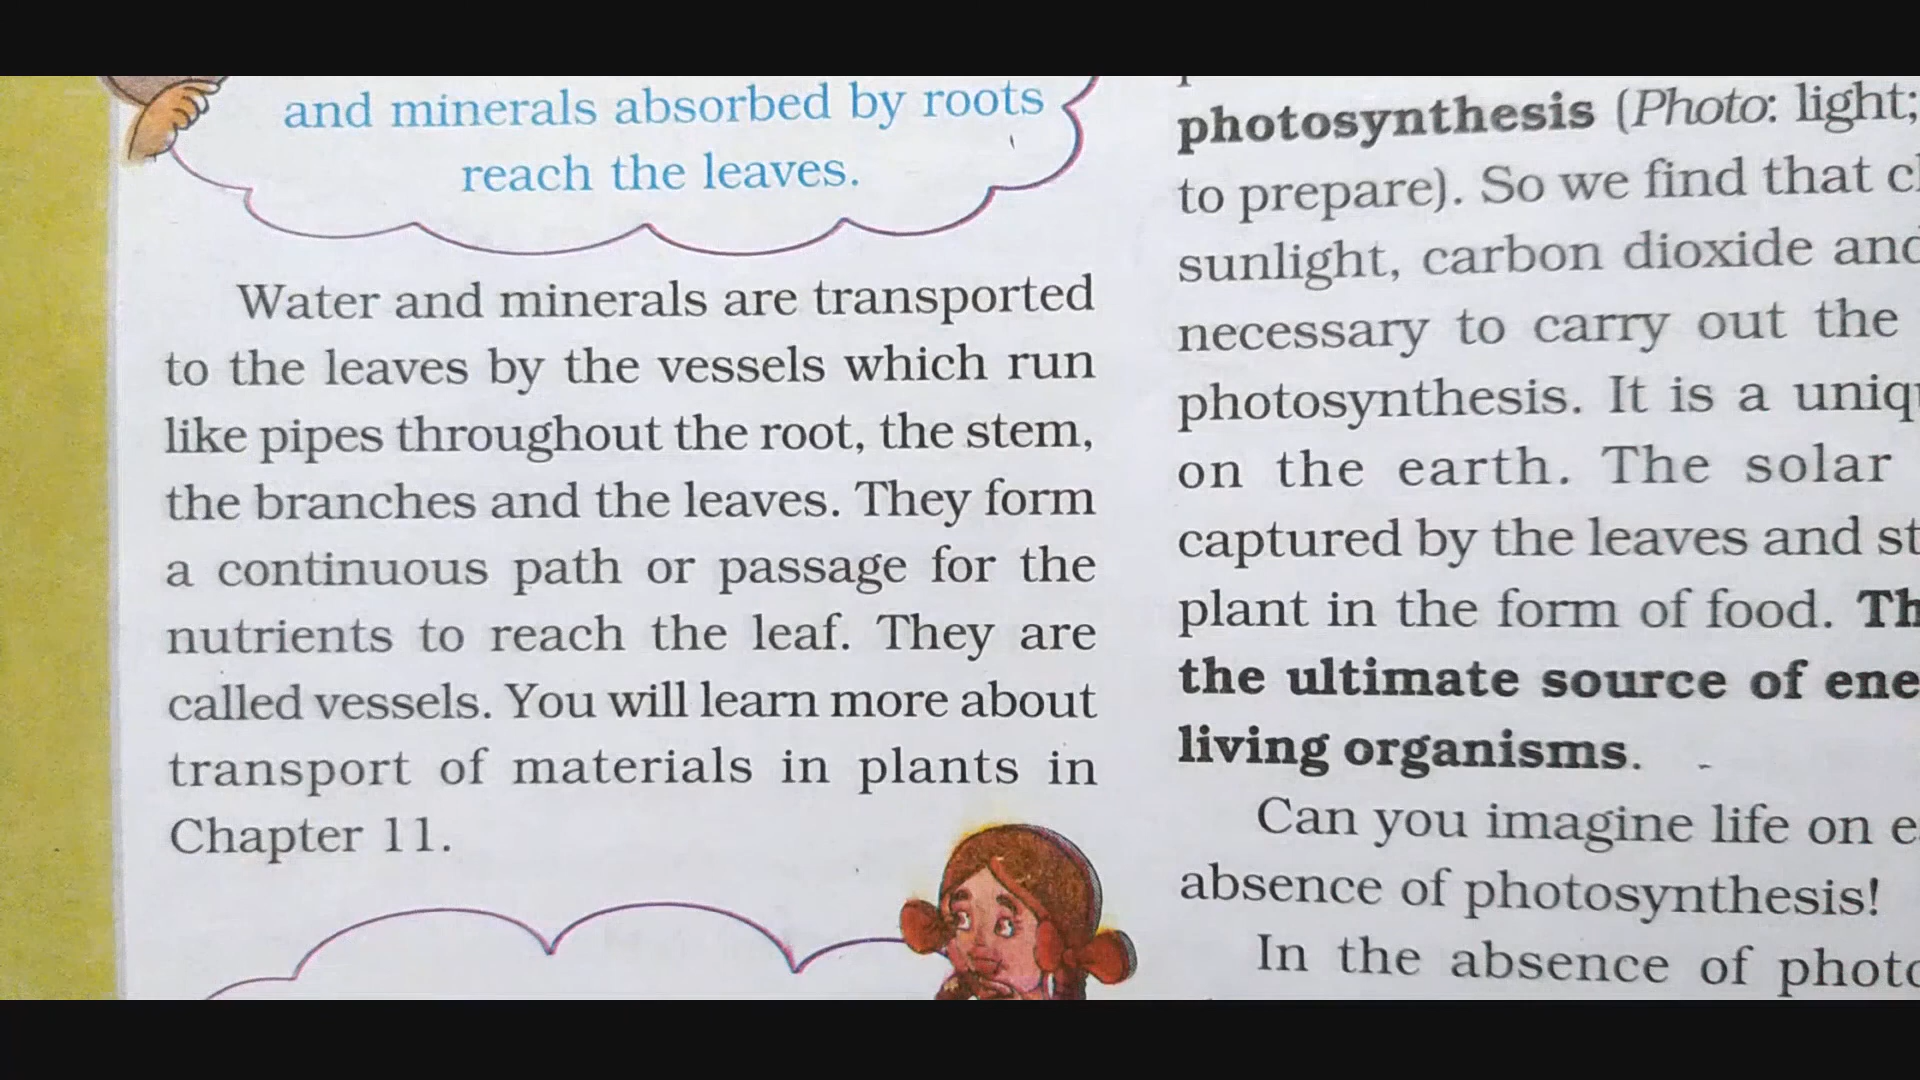 and minerals absorbed by roots
reach the leaves.
Water and minerals are transported
to the leaves by the vessels which run
like pipes throughout the root, the stem,
the branches and the leaves. They form
a continuous path or passage for the
nutrients to reach the leaf. They are
called vessels. You will learn more about
transport of materials in plants in
Chapter 11.
photosynthesis (Photo: light;
to prepare). So we find that
sunlight, carbon dioxide and
necessary to carry out the
photosynthesis. It is a
on the earth. The solar
captured by the leaves and
plant in the form of food.
the ultimate source of
living organisms.
Can you imagine life on
absence of photosynthesis!
In the absence of